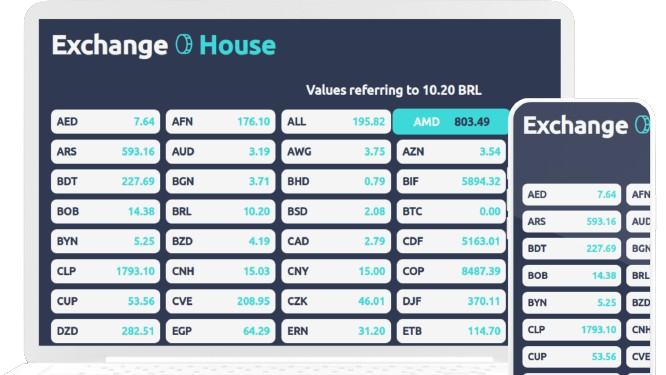 Exchange House
Values referring to 10.20 BRL
AED 7.64 AFN 176.10 ALL 195.82 AMD 803.49
ARS 593.16 AUD 3.19 AWG 3.75 AZN 3.54
BDT 227.69 BGN 3.71 BHD 0.79 BIF 5894.32
BOB 14.38 BRL 10.20 BSD 2.08 BTC 0.00
BYN 5.25 BZD 4.19 CAD 2.79 CDF 5163.01
CLP 1793.10 CNH 15.03 CNY 15.00 COP 8487.39
CUP 53.56 CVE 208.95 CZK 46.01 DJF 370.11
DZD 282.51 EGP 64.29 ERN 31.20 ETB 114.70
Exchange
AED 7.64 AFN
ARS 593.16 AUD
BDT 227.69 BGN
BOB 14.38 BRL
BYN 5.25 BZD
CLP 1793.10 CNH
CUP 53.56 CVE